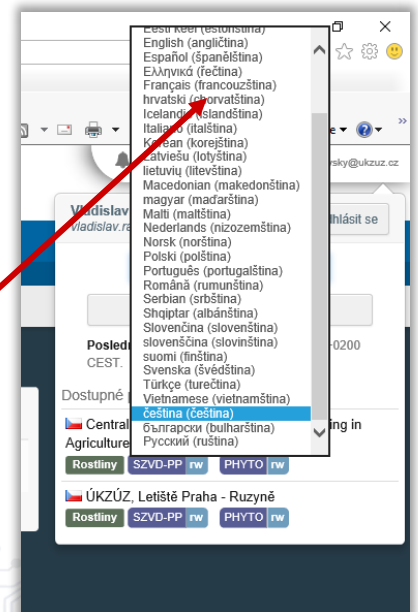 Eesti keel (estonština)
English (angličtina)
Español (španělština)
Ελληνικά (řečtina)
Français (francouzština)
hrvatski (chorvatština)
Icelandic (islandština)
Italiano (italština)
Korean (korejština)
Latviešu (lotyština)
lietuvių (litevština)
Macedonian (makedonština)
magyar (maďarština)
Malti (maltština)
Nederlands (nizozemština)
Norsk (norština)
Polski (polština)
Português (portugalština)
Română (rumunština)
Serbian (srbština)
Shqiptar (albánština)
Slovenčina (slovenština)
slovenščina (slovinština)
suomi (finština)
Svenska (švédština)
Türkçe (turečtina)
Vietnamese (vietnamština)
čeština (čeština)
български (bulharština)
Русский (ruština)
vsky@ukzuz.cz
Vladislav
vladislav.ra
hlásit se
Posledn
-0200
CEST.
Dostupné
Central
ing in
Agriculture
Rostliny SZVD-PP rw PHYTO rw
ÚKZÚZ, Letiště Praha - Ruzyně
Rostliny SZVD-PP rw PHYTO rw